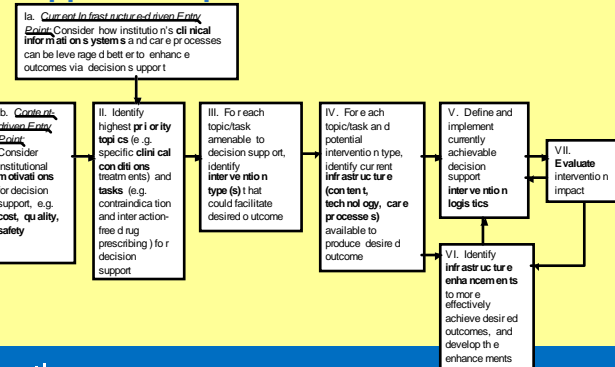 Ia. Current Infrastructure-driven Entry
Point: Consider how institution's clinical
information systems and care processes
can be leveraged better to enhance
outcomes via decision support
b. Content-
driven Entry
Point:
Consider
institutional
motivations
for decision
support, e.g.
cost, quality,
safety
II. Identify
highest priority
topics (e.g.
specific clinical
conditions
treatments) and
tasks (e.g.
contraindication
and interaction-
free drug
prescribing) for
decision
support
III. For each
topic/task
amenable to
decision support,
identify
intervention
type(s) that
could facilitate
desired outcome
IV. For each
topic/task and
potential
intervention type,
identify current
infrastructure
(content,
technology, care
processes)
available to
produce desired
outcome
V. Define and
implement
currently
achievable
decision
support
intervention
logistics
VII.
Evaluate
intervention
impact
VI. Identify
infrastructure
enhancements
to more
effectively
achieve desired
outcomes, and
develop the
enhancements